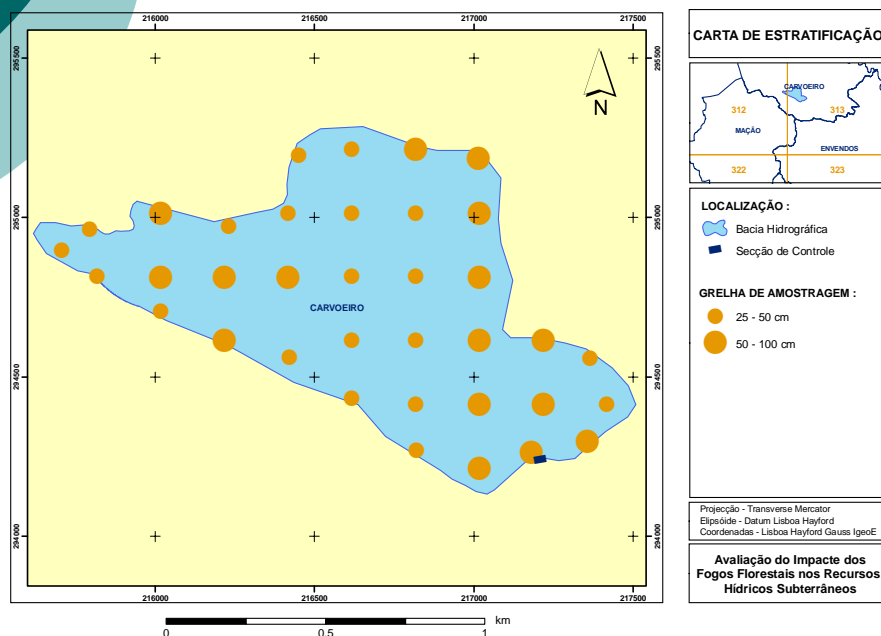 216000 216500 217000 217500
295500 295500
295000 295000
294500 294500
294000 294000
N
CARVOEIRO
216000 216500 217000 217500
km
0 0.5 1
CARTA DE ESTRATIFICAÇÃO
CARVOEIRO
312 313
MAÇÃO
ENVENDOS
322 323
LOCALIZAÇÃO :
Bacia Hidrográfica
Secção de Controle
GRELHA DE AMOSTRAGEM :
25 - 50 cm
50 - 100 cm
Projecção - Transverse Mercator
Elipsóide - Datum Lisboa Hayford
Coordenadas - Lisboa Hayford Gauss IgeoE
Avaliação do Impacte dos
Fogos Florestais nos Recursos
Hídricos Subterrâneos